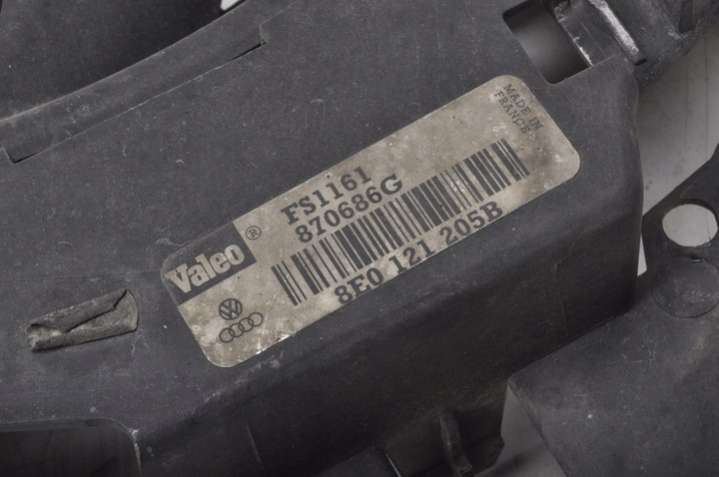 Valeo®
FS1161
870686G
8E0 121 205B
MADE IN
FRANCE